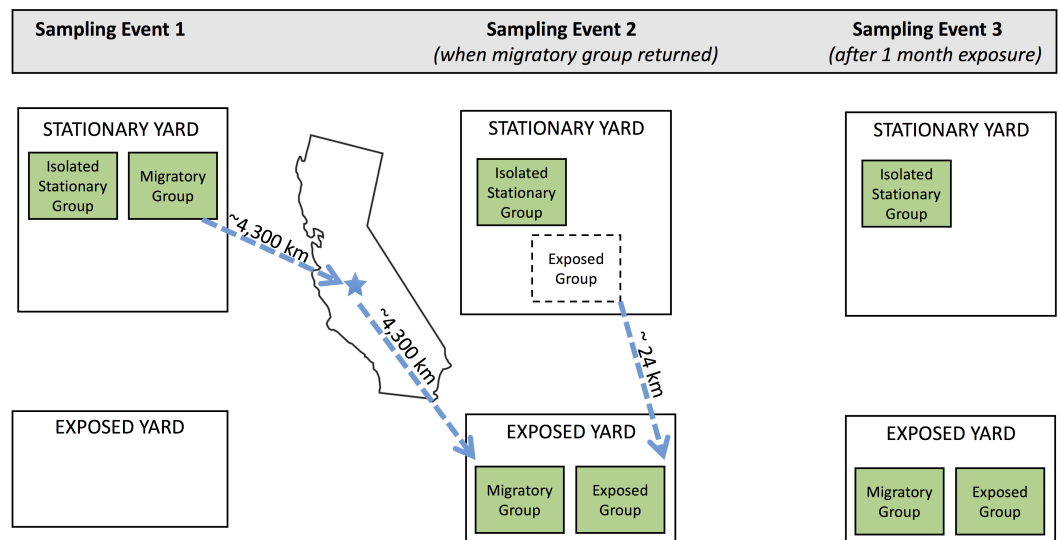 Sampling Event 1
Sampling Event 2
(when migratory group returned)
Sampling Event 3
(after 1 month exposure)
STATIONARY YARD
Isolated
Stationary
Group
Migratory
Group
~4,300 km
~4,300 km
STATIONARY YARD
Isolated
Stationary
Group
Exposed
Group
~ 24 km
STATIONARY YARD
Isolated
Stationary
Group
EXPOSED YARD
EXPOSED YARD
Migratory
Group
Exposed
Group
EXPOSED YARD
Migratory
Group
Exposed
Group